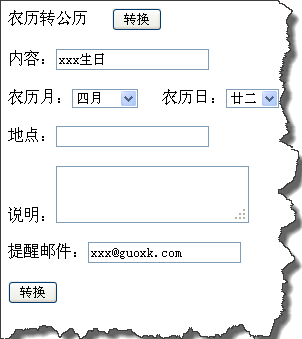 农历转公历 转换
内容：xxx生日
农历月：四月 农历日：廿二
地点：
说明：
提醒邮件：xxx@guoxk.com
转换